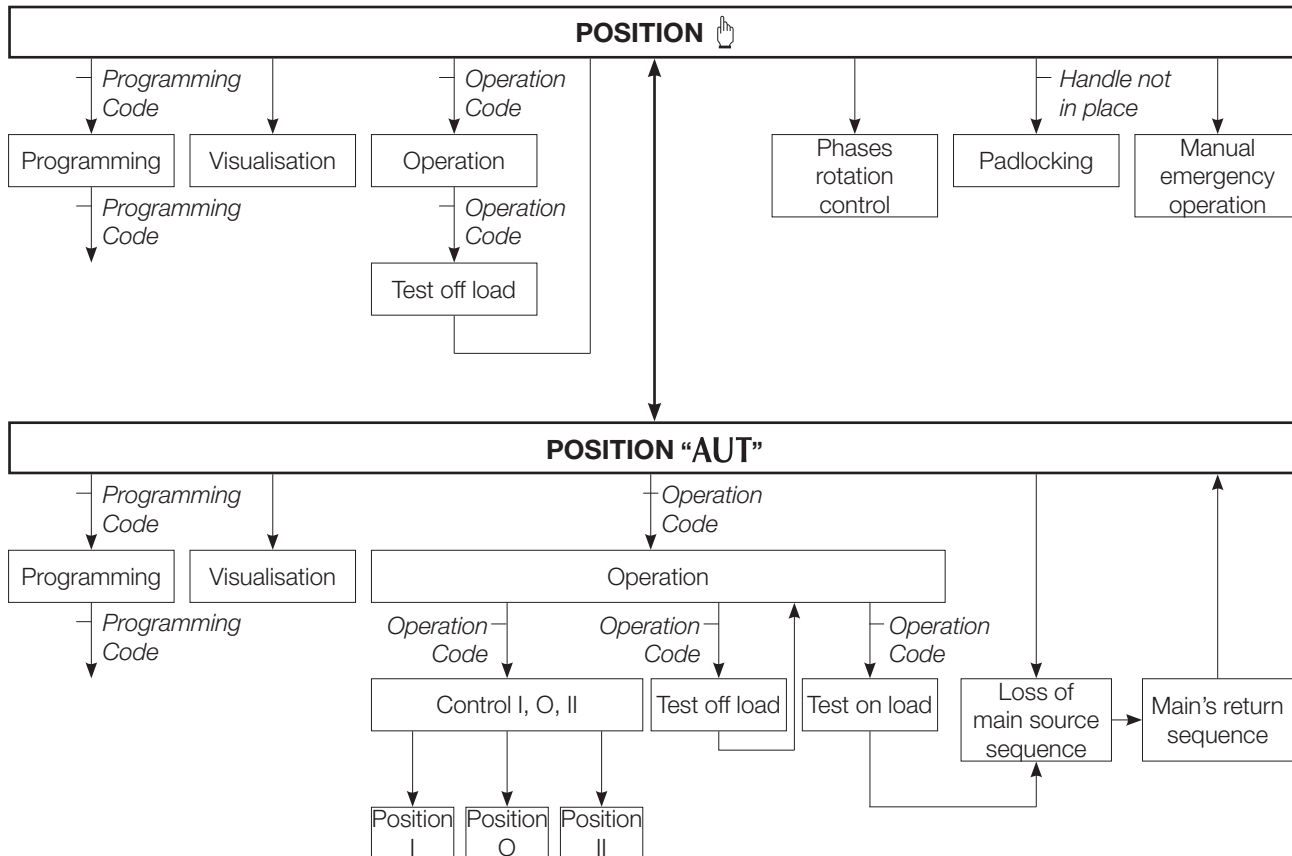 POSITION
Programming
Code
Operation
Code
Handle not
in place
Programming
Visualisation
Operation
Phases
rotation
control
Padlocking
Manual
emergency
operation
Programming
Code
Operation
Code
Test off load
POSITION “AUT”
Programming
Code
Operation
Code
Programming
Visualisation
Operation
Programming
Code
Operation
Code
Operation
Code
Operation
Code
Control I, O, II
Test off load
Test on load
Loss of
main source
sequence
Main's return
sequence
Position
I
Position
O
Position
II